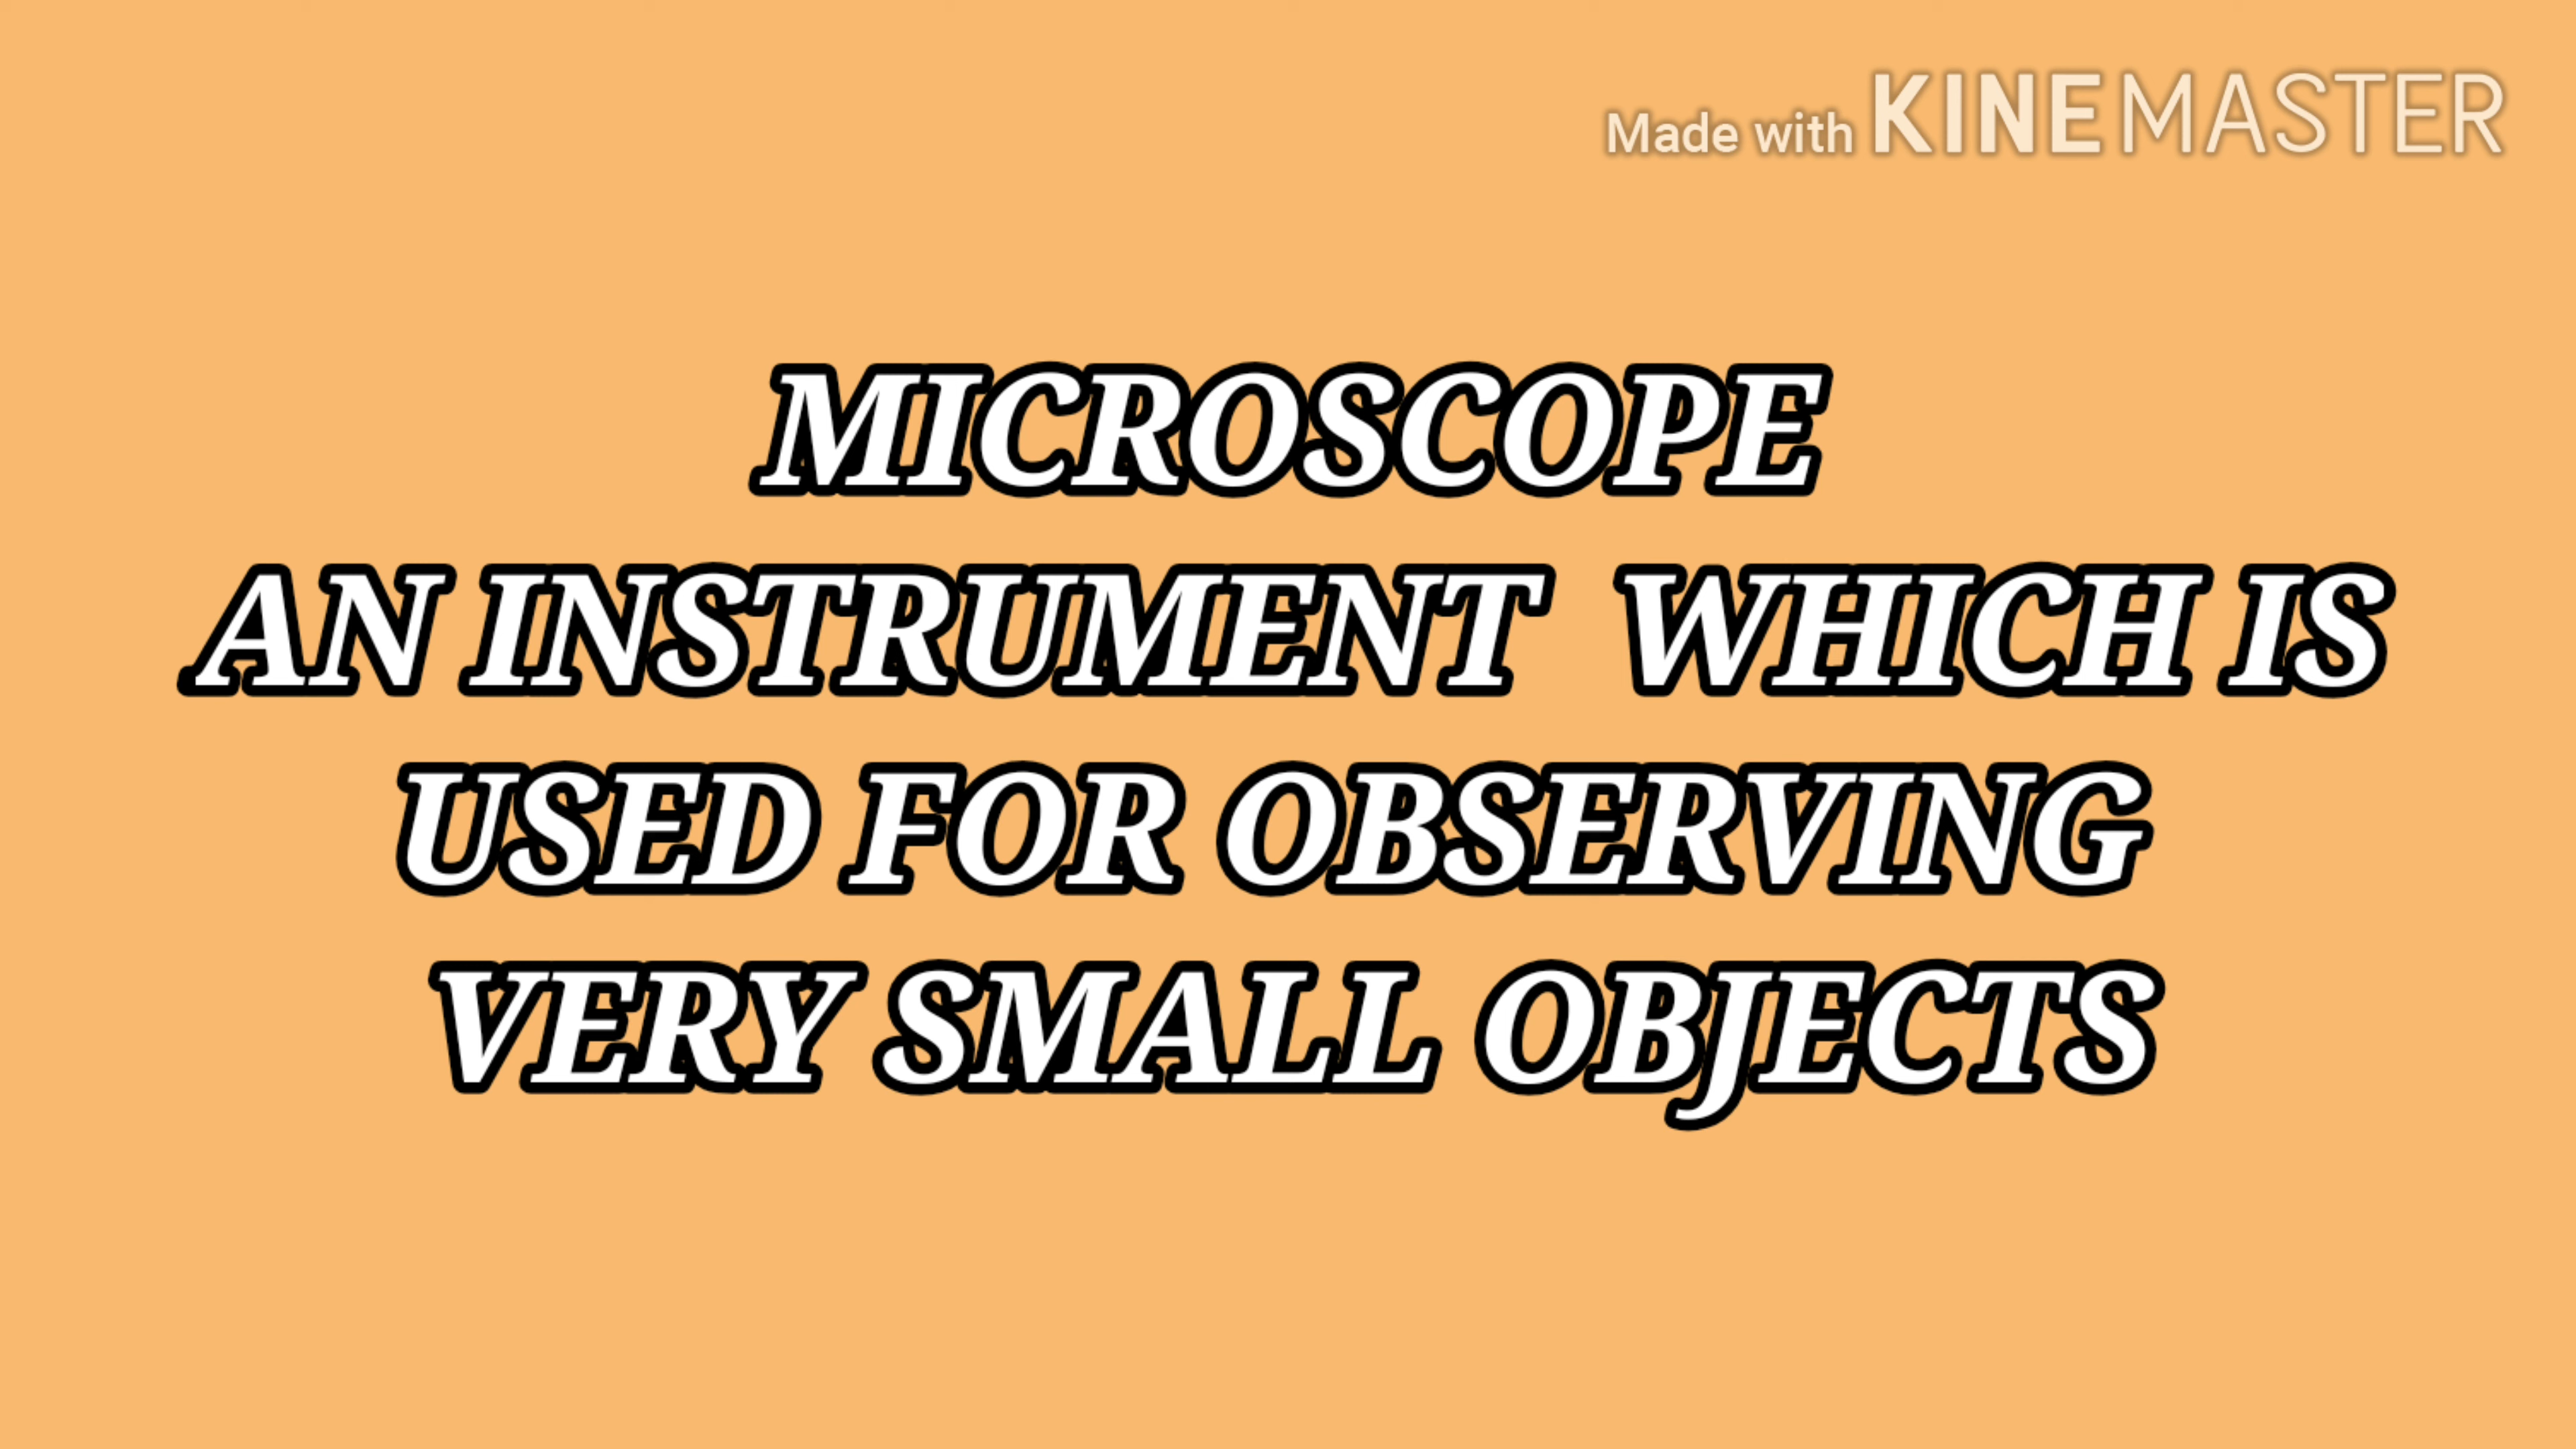 Made with KINEMASTER
MICROSCOPE
AN INSTRUMENT WHICH IS
USED FOR OBSERVING
VERY SMALL OBJECTS